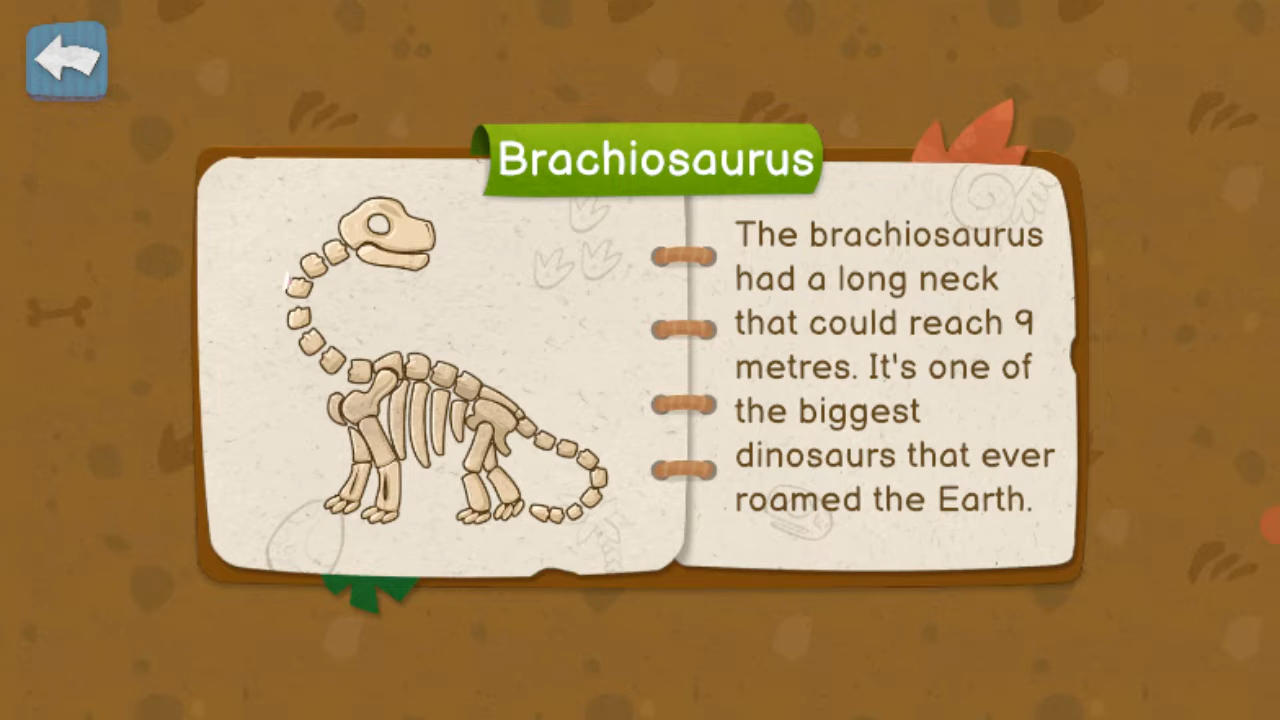 Brachiosaurus
The brachiosaurus
had a long neck
that could reach 9
metres. It's one of
the biggest
dinosaurs that ever
roamed the Earth.